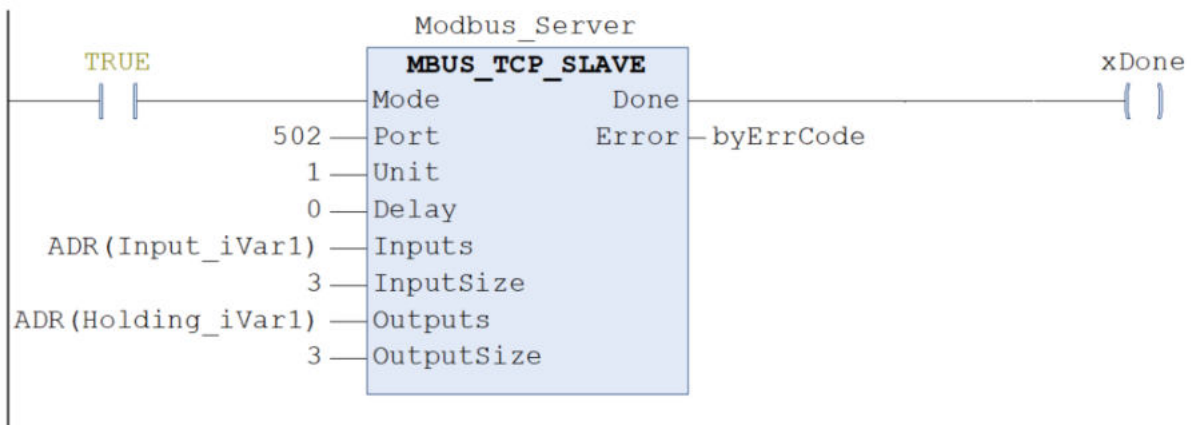 Modbus_Server
TRUE MBUS_TCP_SLAVE xDone
Mode Done
502 Port Error byErrCode
1 Unit
0 Delay
ADR(Input_iVar1) Inputs
3 InputSize
ADR(Holding_iVar1) Outputs
3 OutputSize